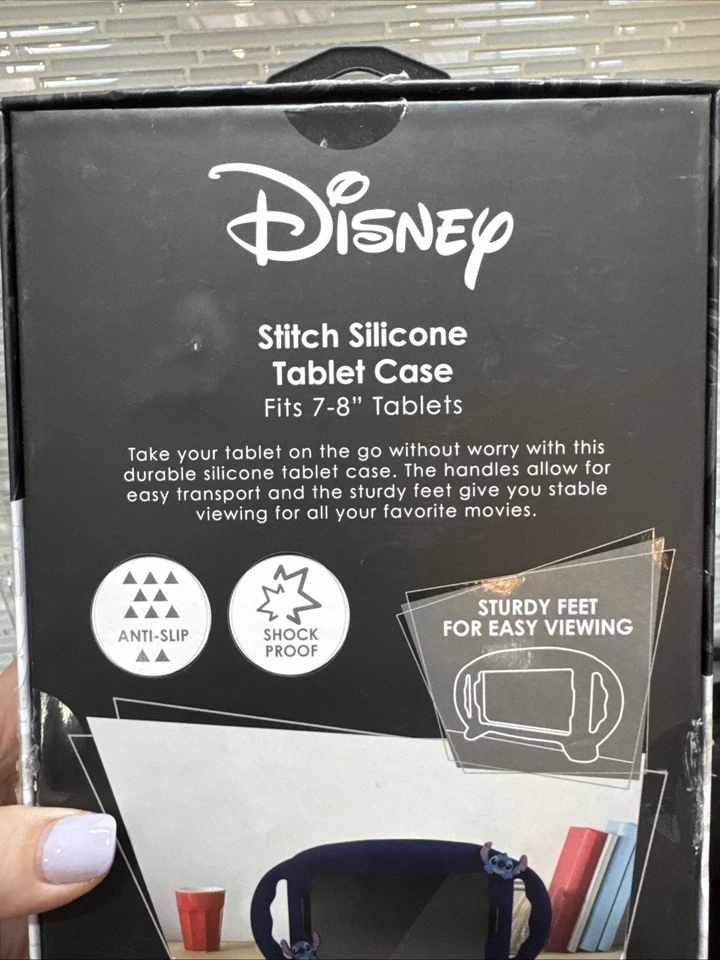 Disney
Stitch Silicone
Tablet Case
Fits 7-8” Tablets
Take your tablet on the go without worry with this
durable silicone tablet case. The handles allow for
easy transport and the sturdy feet give you stable
viewing for all your favorite movies.
ANTI-SLIP
SHOCK
PROOF
STURDY FEET
FOR EASY VIEWING